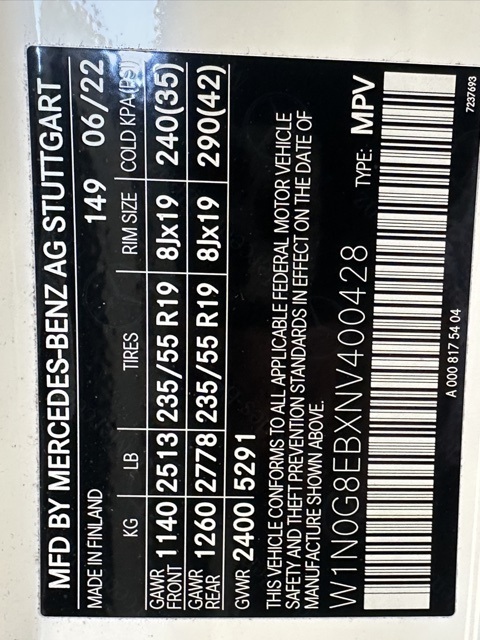 MFD BY MERCEDES-BENZ AG STUTTGART
MADE IN FINLAND 149 06/22
KG LB TIRES RIM SIZE COLD KPA(PSI)
GAWR FRONT 1140 2513 235/55 R19 8Jx19 240(35)
GAWR REAR 1260 2778 235/55 R19 8Jx19 290(42)
GVWR 2400 5291
THIS VEHICLE CONFORMS TO ALL APPLICABLE FEDERAL MOTOR VEHICLE
SAFETY AND THEFT PREVENTION STANDARDS IN EFFECT ON THE DATE OF
MANUFACTURE SHOWN ABOVE.
W1N0G8EBXNV400428 TYPE: MPV
A 000 817 54 04
7237693